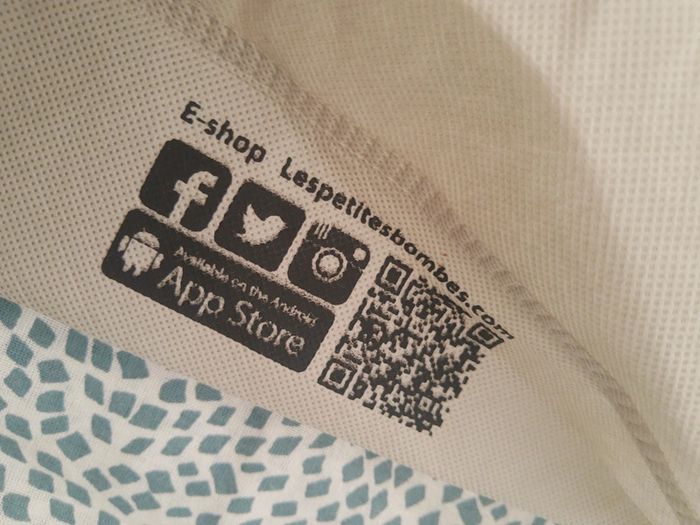 E-shop Lespetitesbombes.com
Available on the Android
App Store